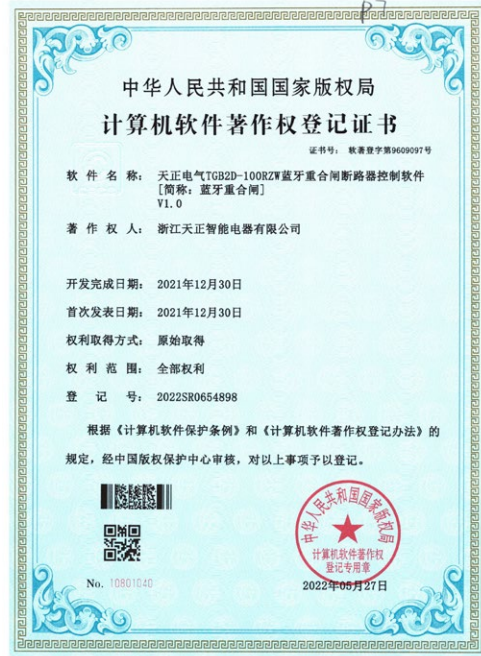 P7
中华人民共和国国家版权局
计算机软件著作权登记证书
证书号： 软著登字第9609097号
软件名称： 天正电气TGB2D-100RZW蓝牙重合闸断路器控制软件
[简称：蓝牙重合闸]
V1.0
著作权人： 浙江天正智能电器有限公司
开发完成日期： 2021年12月30日
首次发表日期： 2021年12月30日
权利取得方式： 原始取得
权利范围： 全部权利
登记号： 2022SR0654898
根据《计算机软件保护条例》和《计算机软件著作权登记办法》的
规定，经中国版权保护中心审核，对以上事项予以登记。
中华人民共和国国家版权局
计算机软件著作权
登记专用章
No. 10801040
2022年05月27日